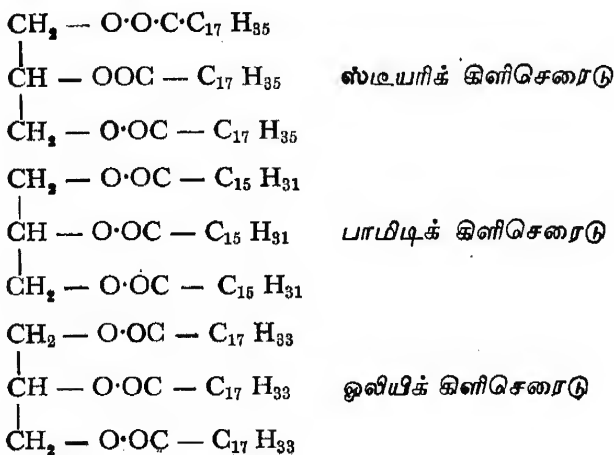 CH₂ — O·O·C·C₁₇ H₃₅
CH — OOC — C₁₇ H₃₅ ஸ்டீயரிக் கிளிசெரைடு
CH₂ — O·OC — C₁₇ H₃₅
CH₂ — O·OC — C₁₅ H₃₁
CH — O·OC — C₁₅ H₃₁ பாமிடிக் கிளிசெரைடு
CH₂ — O·OC — C₁₅ H₃₁
CH₂ — O·OC — C₁₇ H₃₃
CH — O·OC — C₁₇ H₃₃ ஓலியிக் கிளிசெரைடு
CH₂ — O·OC — C₁₇ H₃₃